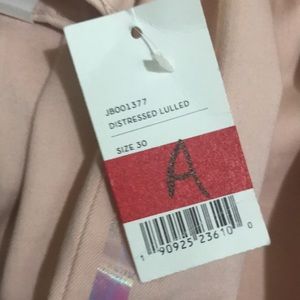 JB001377
DISTRESSED LULLED
SIZE 30
A
1 90925 23610 0